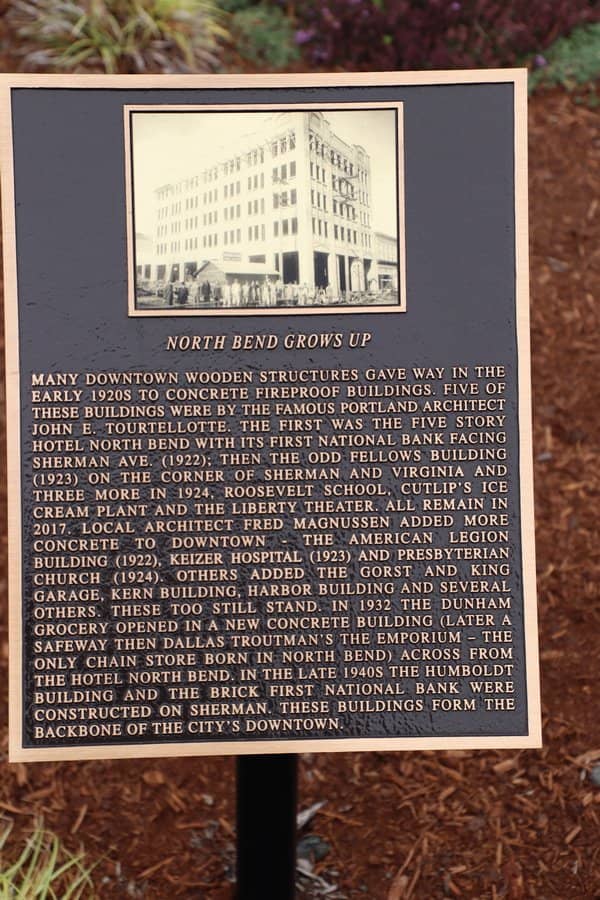 NORTH BEND GROWS UP
MANY DOWNTOWN WOODEN STRUCTURES GAVE WAY IN THE
EARLY 1920S TO CONCRETE FIREPROOF BUILDINGS. FIVE OF
THESE BUILDINGS WERE BY THE FAMOUS PORTLAND ARCHITECT
JOHN E. TOURTELLOTTE. THE FIRST WAS THE FIVE STORY
HOTEL NORTH BEND WITH ITS FIRST NATIONAL BANK FACING
SHERMAN AVE. (1922); THEN THE ODD FELLOWS BUILDING
(1923) ON THE CORNER OF SHERMAN AND VIRGINIA AND
THREE MORE IN 1924, ROOSEVELT SCHOOL, CUTLIP'S ICE
CREAM PLANT AND THE LIBERTY THEATER. ALL REMAIN IN
2017. LOCAL ARCHITECT FRED MAGNUSSEN ADDED MORE
CONCRETE TO DOWNTOWN - THE AMERICAN LEGION
BUILDING (1922), KEIZER HOSPITAL (1923) AND PRESBYTERIAN
CHURCH (1924). OTHERS ADDED THE GORST AND KING
GARAGE, KERN BUILDING, HARBOR BUILDING AND SEVERAL
OTHERS. THESE TOO STILL STAND. IN 1932 THE DUNHAM
GROCERY OPENED IN A NEW CONCRETE BUILDING (LATER A
SAFEWAY THEN DALLAS TROUTMAN'S THE EMPORIUM – THE
ONLY CHAIN STORE BORN IN NORTH BEND) ACROSS FROM
THE HOTEL NORTH BEND. IN THE LATE 1940S THE HUMBOLDT
BUILDING AND THE BRICK FIRST NATIONAL BANK WERE
CONSTRUCTED ON SHERMAN. THESE BUILDINGS FORM THE
BACKBONE OF THE CITY'S DOWNTOWN.